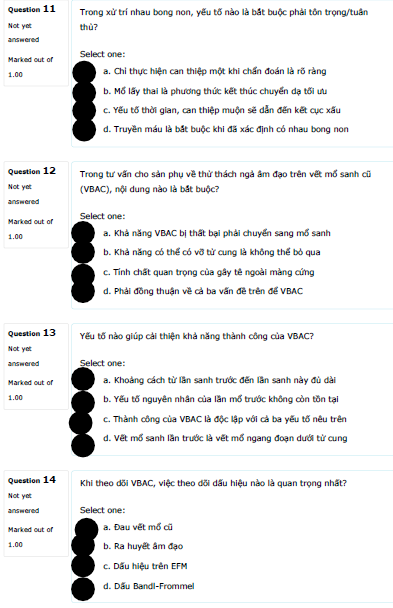 Question 11
Not yet
answered
Marked out of
1.00
Trong xử trí nhau bong non, yếu tố nào là bắt buộc phải tôn trọng/tuân
thủ?
Select one:
a. Chỉ thực hiện can thiệp một khi chẩn đoán là rõ ràng
b. Mổ lấy thai là phương thức kết thúc chuyển dạ tối ưu
c. Yếu tố thời gian, can thiệp muộn sẽ dẫn đến kết cục xấu
d. Truyền máu là bắt buộc khi đã xác định có nhau bong non
Question 12
Not yet
answered
Marked out of
1.00
Trong tư vấn cho sản phụ về thử thách ngả âm đạo trên vết mổ sanh cũ
(VBAC), nội dung nào là bắt buộc?
Select one:
a. Khả năng VBAC bị thất bại phải chuyển sang mổ sanh
b. Khả năng có thể có vỡ tử cung là không thể bỏ qua
c. Tính chất quan trọng của gây tê ngoài màng cứng
d. Phải đồng thuận về cả ba vấn đề trên để VBAC
Question 13
Not yet
answered
Marked out of
1.00
Yếu tố nào giúp cải thiện khả năng thành công của VBAC?
Select one:
a. Khoảng cách từ lần sanh trước đến lần sanh này đủ dài
b. Yếu tố nguyên nhân của lần mổ trước không còn tồn tại
c. Thành công của VBAC là độc lập với cả ba yếu tố nêu trên
d. Vết mổ sanh lần trước là vết mổ ngang đoạn dưới tử cung
Question 14
Not yet
answered
Marked out of
1.00
Khi theo dõi VBAC, việc theo dõi dấu hiệu nào là quan trọng nhất?
Select one:
a. Đau vết mổ cũ
b. Ra huyết âm đạo
c. Dấu hiệu trên EFM
d. Dấu Bandl-Frommel